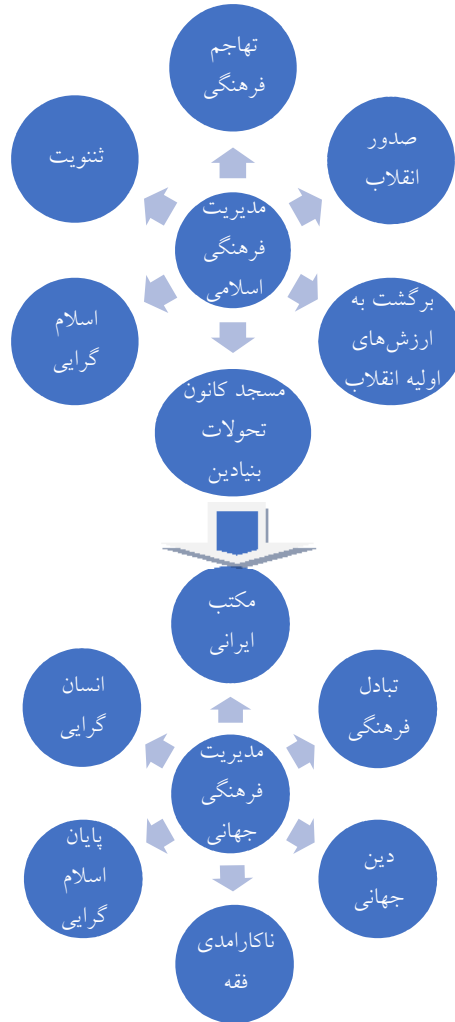 تهاجم
فرهنگی
صدور
انقلاب
ثنویت
مدیریت
فرهنگی
اسلامی
برگشت به
ارزش‌های
اولیه انقلاب
اسلام
گرایی
مسجد کانون
تحولات
بنیادین
مکتب
ایرانی
تبادل
فرهنگی
انسان
گرایی
مدیریت
فرهنگی
جهانی
دین
جهانی
پایان
اسلام
گرایی
ناکارامدی
فقه